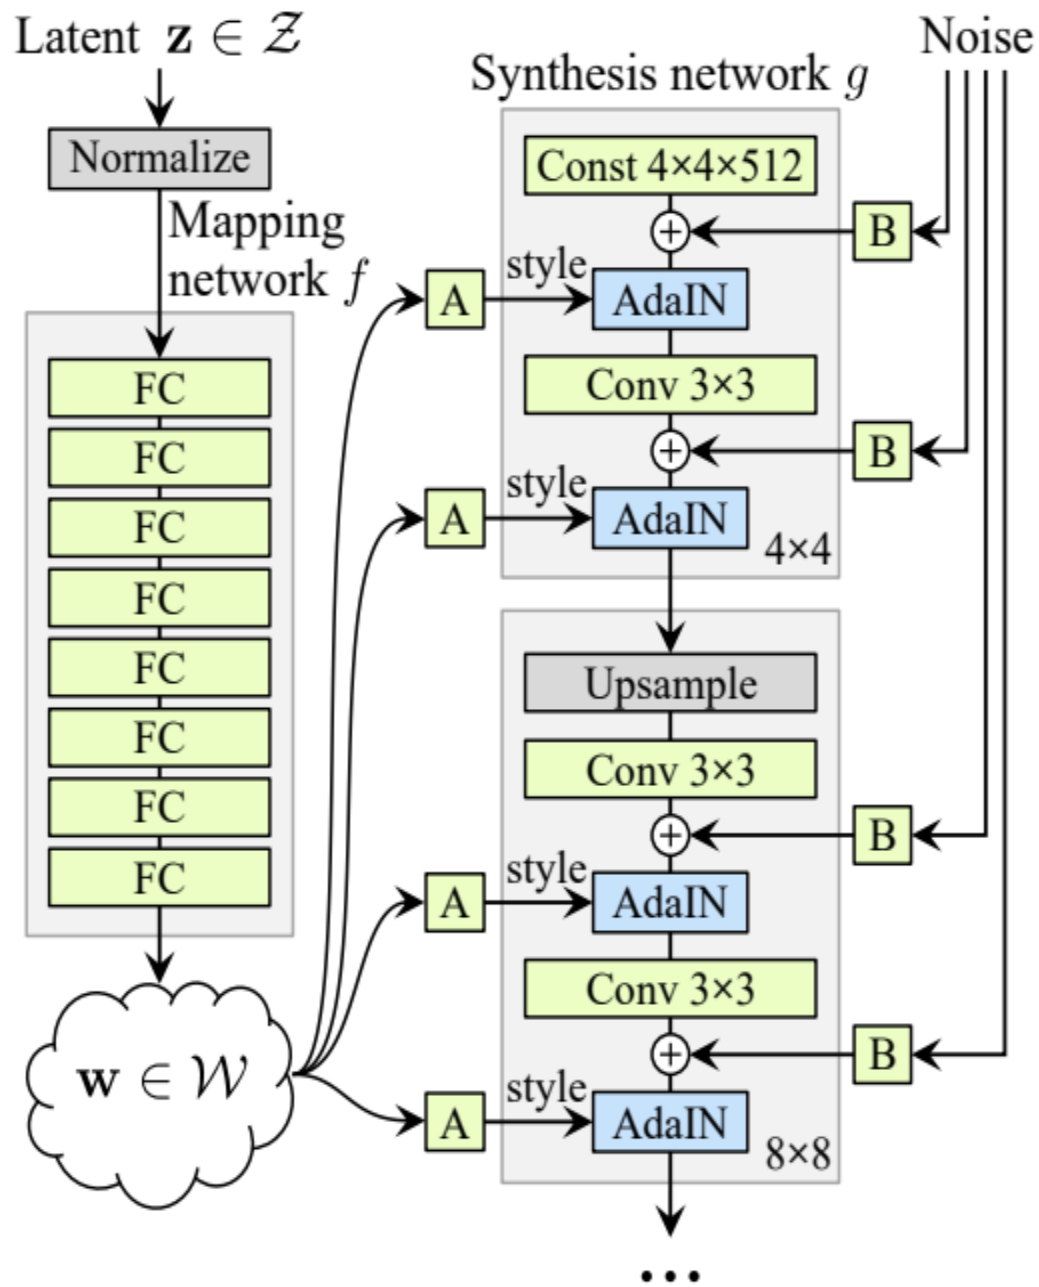 Latent z ∈ 𝒵
Normalize
Mapping
network f
FC
FC
FC
FC
FC
FC
FC
FC
w ∈ 𝒲
Synthesis network g
Noise
Const 4×4×512
+
B
style
A
AdaIN
Conv 3×3
+
B
style
A
AdaIN
4×4
Upsample
Conv 3×3
+
B
style
A
AdaIN
Conv 3×3
+
B
style
A
AdaIN
8×8
...